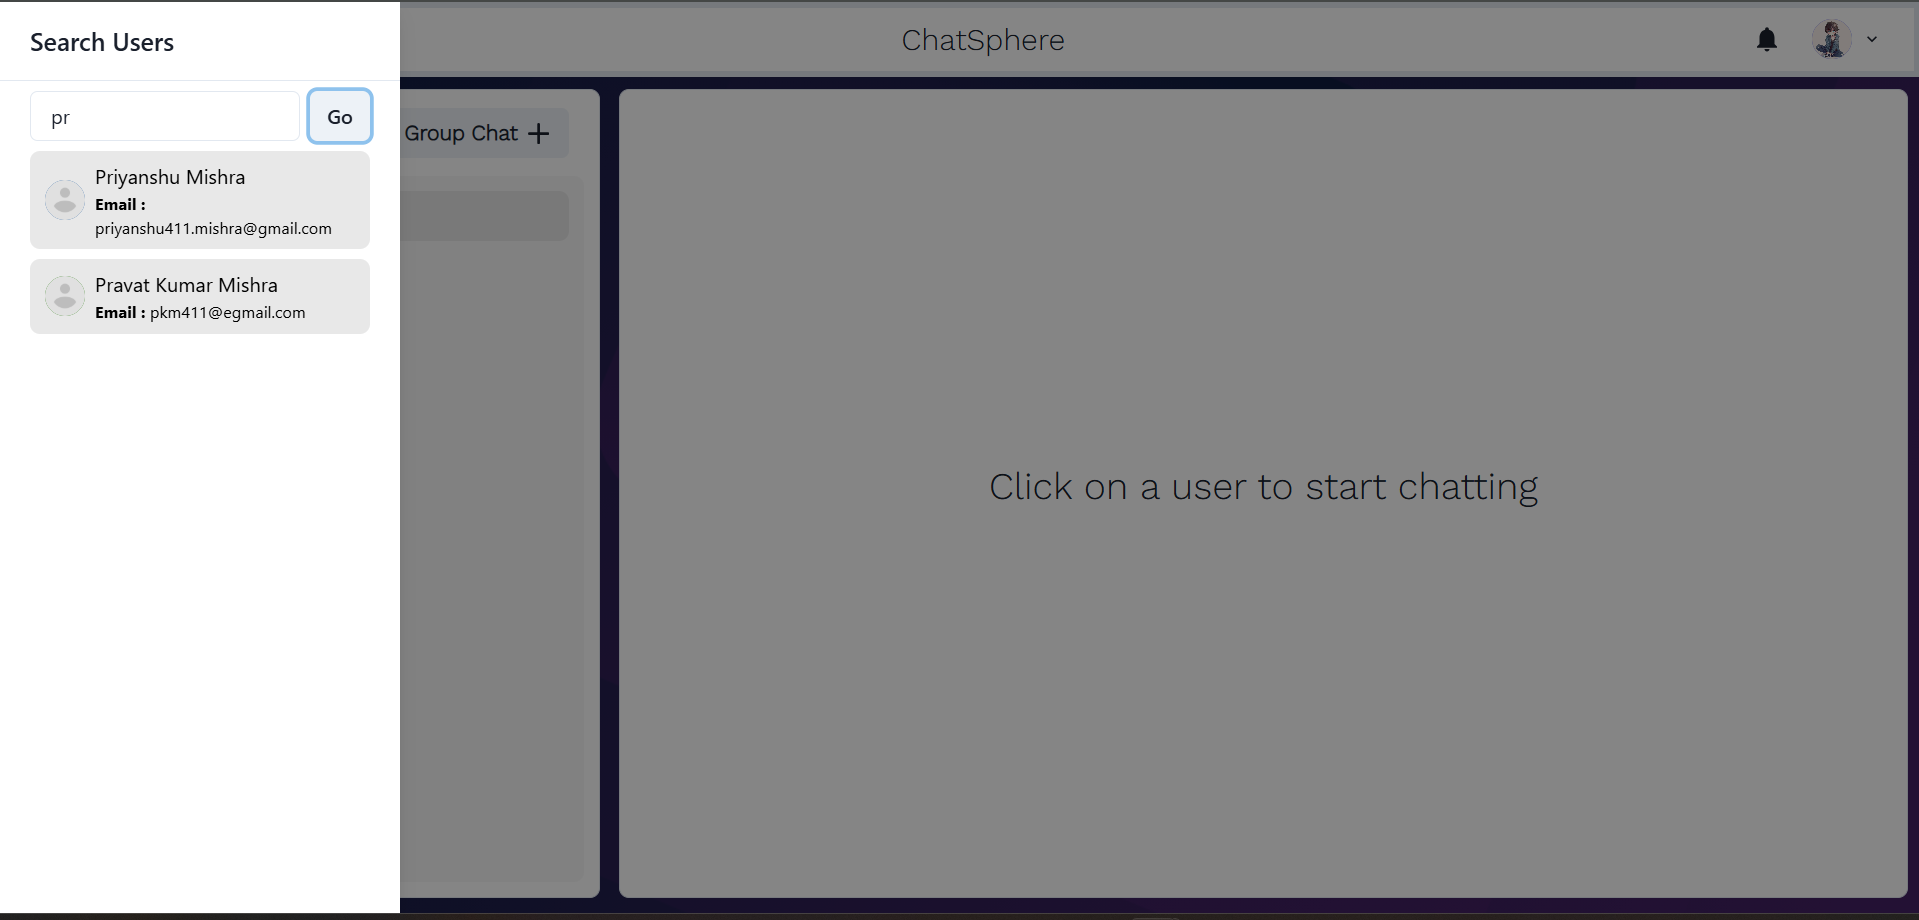 Search Users
ChatSphere
pr
Go
Group Chat
Priyanshu Mishra
Email :
priyanshu411.mishra@gmail.com
Pravat Kumar Mishra
Email : pkm411@egmail.com
Click on a user to start chatting